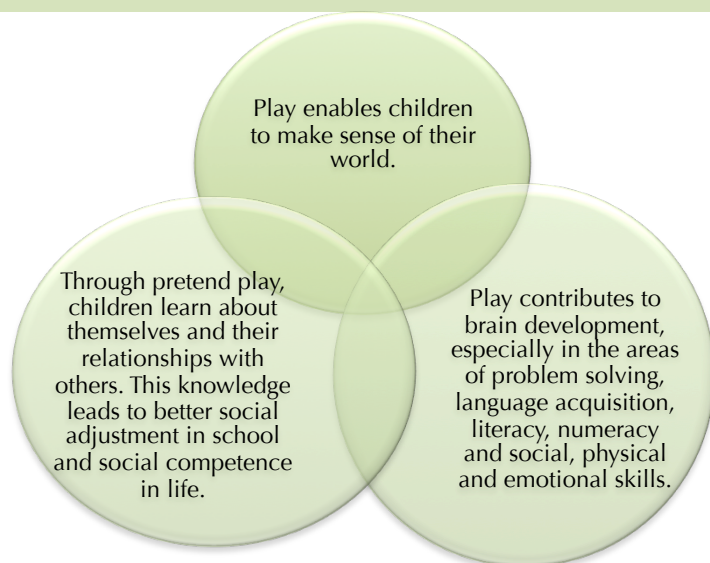 Play enables children
to make sense of their
world.
Through pretend play,
children learn about
themselves and their
relationships with
others. This knowledge
leads to better social
adjustment in school
and social competence
in life.
Play contributes to
brain development,
especially in the areas
of problem solving,
language acquisition,
literacy, numeracy
and social, physical
and emotional skills.